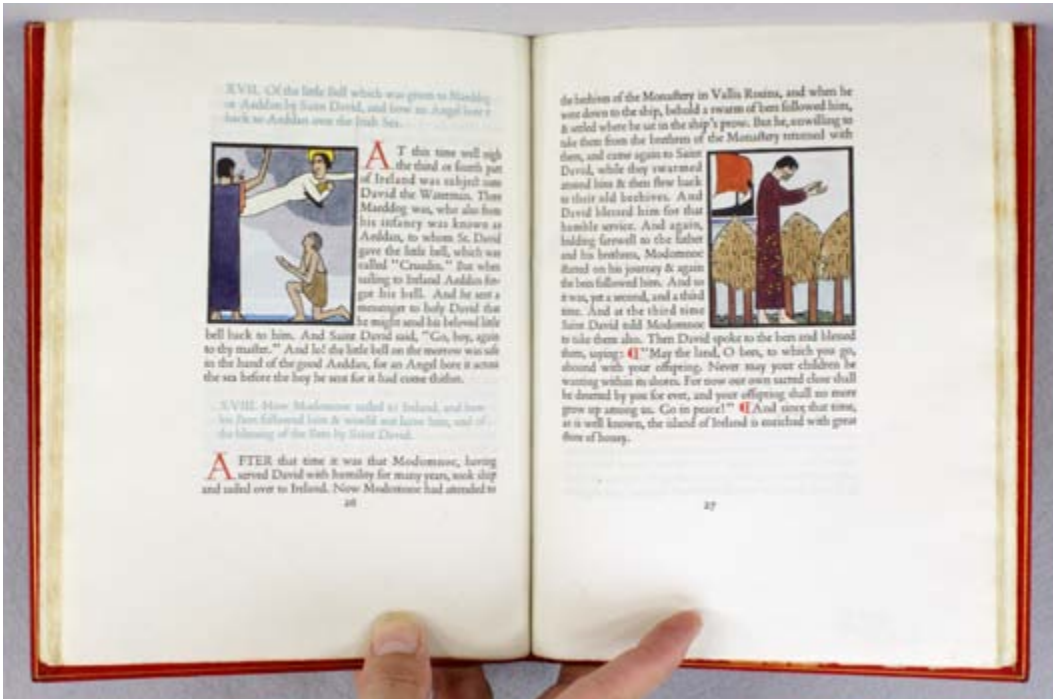 XVII. Of the little Bell which was given to Maeddog
or Aeddan by Saint David, and how an Angel bore it
back to Aeddan over the Irish Sea.
AT this time well nigh
the third or fourth part
of Ireland was subject unto
David the Waterman. Then
Maeddog was, who also from
his infancy was known as
Aeddan, to whom St. David
gave the little bell, which was
called "Cruedin." But when
sailing to Ireland Aeddan for-
got his bell. And he sent a
messenger to holy David that
he might send his beloved little
bell back to him. And Saint David said, "Go, boy, again
to thy master." And lo! the little bell on the morrow was safe
in the hand of the good Aeddan, for an Angel bore it across
the sea before the boy he sent for it had come thither.
XVIII. How Modomnoc sailed to Ireland, and how
his Bees followed him & would not leave him, and of
the blessing of the Bees by Saint David.
AFTER that time it was that Modomnoc, having
served David with humility for many years, took ship
and sailed over to Ireland. Now Modomnoc had attended to
26
the beehives of the Monastery in Vallis Rosina, and when he
went down to the ship, behold a swarm of bees followed him,
& settled where he sat in the ship's prow. But he, unwilling to
take them from the brethren of the Monastery returned with
them, and came again to Saint
David, while they swarmed
around him & then flew back
to their old beehives. And
David blessed him for that
humble service. And again,
bidding farewell to the father
and his brethren, Modomnoc
started on his journey & again
the bees followed him. And so
it was, yet a second, and a third
time. And at the third time
Saint David told Modomnoc
to take them also. Then David spoke to the bees and blessed
them, saying: ¶"May the land, O bees, to which you go,
abound with your offspring. Never may your children be
wanting within its shores. For now our own sacred close shall
be deserted by you for ever, and your offspring shall no more
grow up among us. Go in peace!" ¶And since that time,
as is well known, the island of Ireland is enriched with great
store of honey.
27